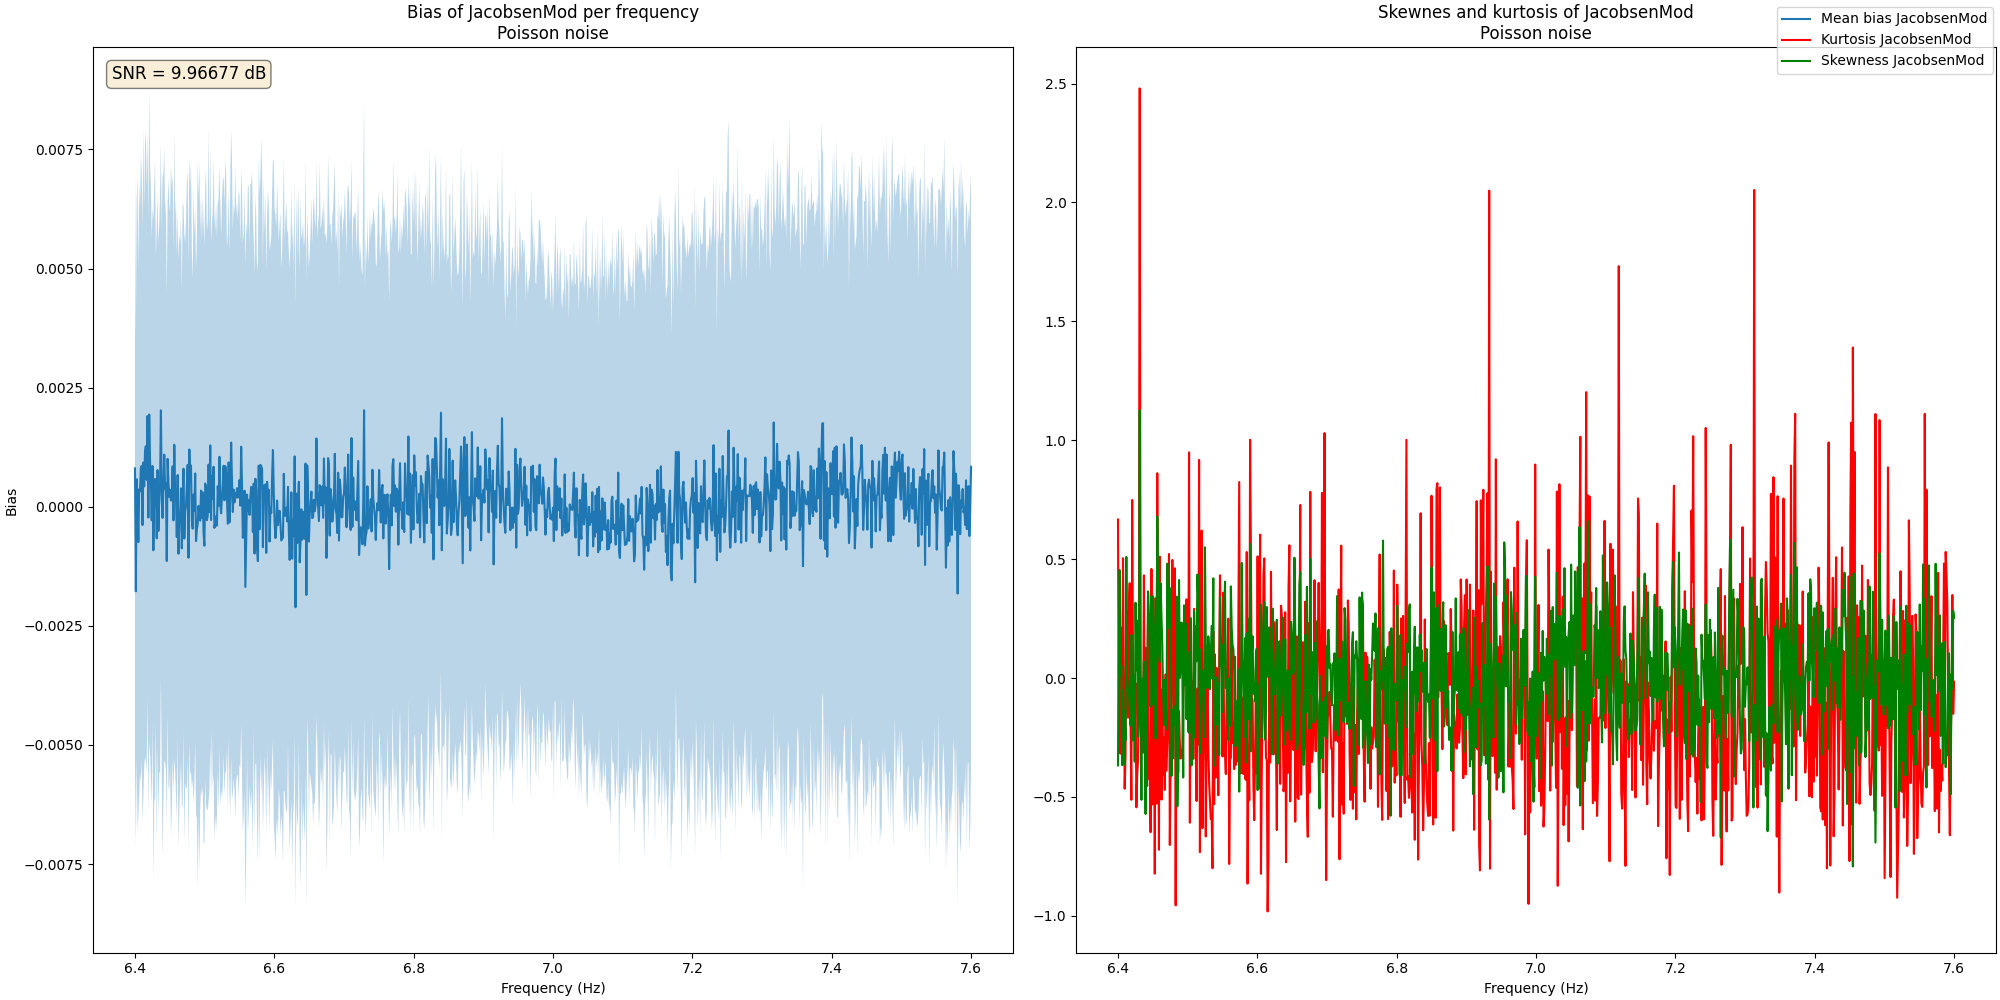 Bias of JacobsenMod per frequency
Poisson noise
SNR = 9.96677 dB
0.0075
0.0050
0.0025
0.0000
−0.0025
−0.0050
−0.0075
Bias
6.4 6.6 6.8 7.0 7.2 7.4 7.6
Frequency (Hz)
Skewnes and kurtosis of JacobsenMod
Poisson noise
Mean bias JacobsenMod
Kurtosis JacobsenMod
Skewness JacobsenMod
2.5
2.0
1.5
1.0
0.5
0.0
−0.5
−1.0
6.4 6.6 6.8 7.0 7.2 7.4 7.6
Frequency (Hz)